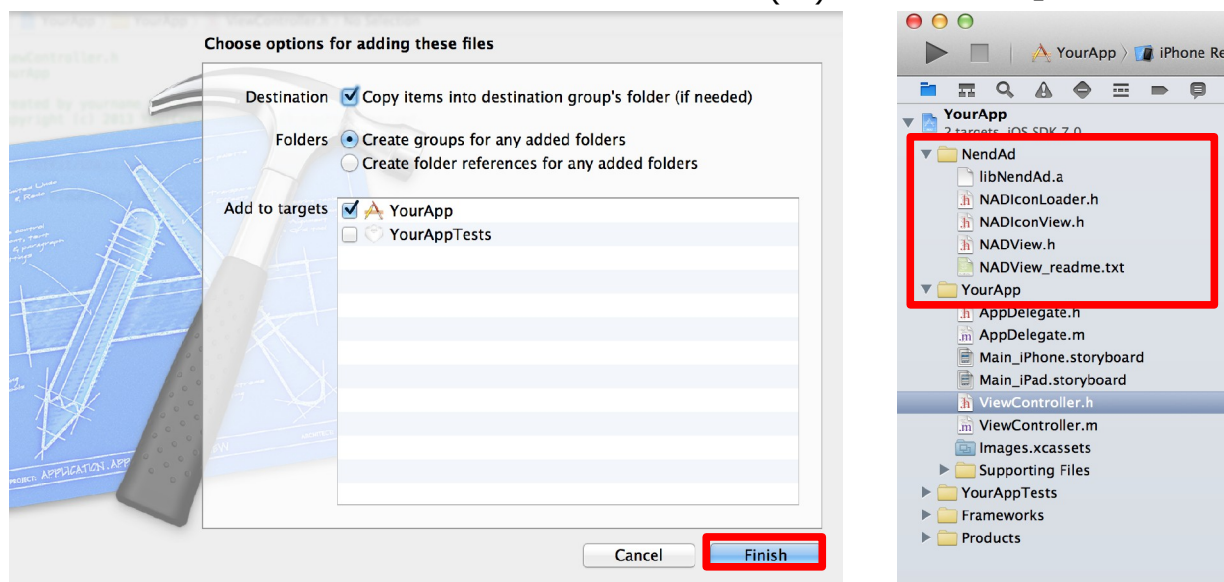 Choose options for adding these files
Destination
Copy items into destination group's folder (if needed)
Folders
Create groups for any added folders
Create folder references for any added folders
Add to targets
YourApp
YourAppTests
Cancel
Finish
YourApp
iPhone Re
YourApp
2 targets, iOS SDK 7.0
NendAd
libNendAd.a
NADIconLoader.h
NADIconView.h
NADView.h
NADView_readme.txt
YourApp
AppDelegate.h
AppDelegate.m
Main_iPhone.storyboard
Main_iPad.storyboard
ViewController.h
ViewController.m
Images.xcassets
Supporting Files
YourAppTests
Frameworks
Products